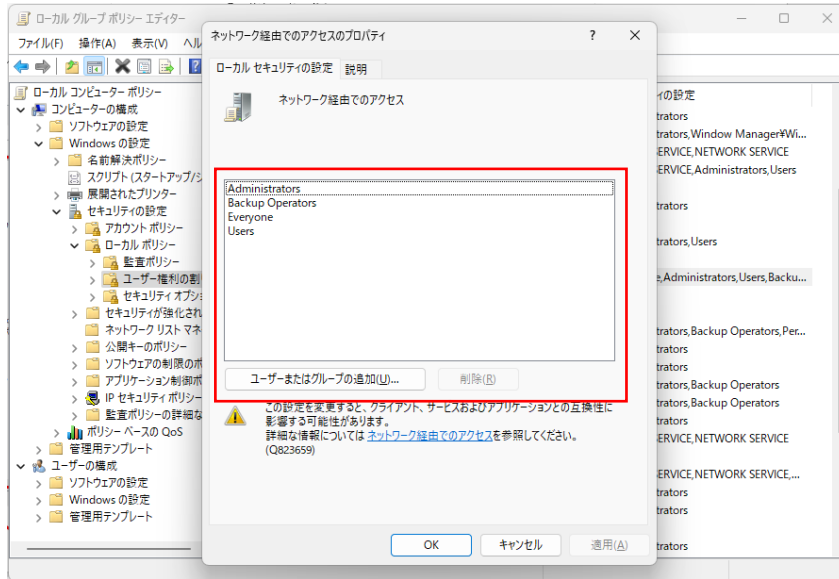 ローカル グループ ポリシー エディター
ファイル(F) 操作(A) 表示(V) ヘル
ローカル コンピューター ポリシー
コンピューターの構成
ソフトウェアの設定
Windows の設定
名前解決ポリシー
スクリプト (スタートアップ/シ
展開されたプリンター
セキュリティの設定
アカウント ポリシー
ローカル ポリシー
監査ポリシー
ユーザー権利の割
セキュリティ オプシ
セキュリティが強化され
ネットワーク リスト マネ
公開キーのポリシー
ソフトウェアの制限のポ
アプリケーション制御ポ
IP セキュリティ ポリシー
監査ポリシーの詳細な
ポリシー ベースの QoS
管理用テンプレート
ユーザーの構成
ソフトウェアの設定
Windows の設定
管理用テンプレート
ネットワーク経由でのアクセスのプロパティ
ローカル セキュリティの設定 説明
ネットワーク経由でのアクセス
Administrators
Backup Operators
Everyone
Users
ユーザーまたはグループの追加(U)... 削除(R)
この設定を変更すると、クライアント、サービスおよびアプリケーションとの互換性に
影響する可能性があります。
詳細な情報については ネットワーク経由でのアクセスを参照してください。
(Q823659)
OK キャンセル 適用(A)
ィの設定
trators
trators,Window Manager¥Wi...
SERVICE,NETWORK SERVICE
SERVICE,Administrators,Users
trators
trators,Users
e,Administrators,Users,Backu...
trators,Backup Operators,Per...
trators
trators
trators,Backup Operators
trators,Backup Operators
trators
SERVICE,NETWORK SERVICE
SERVICE,NETWORK SERVICE,...
trators
trators
trators